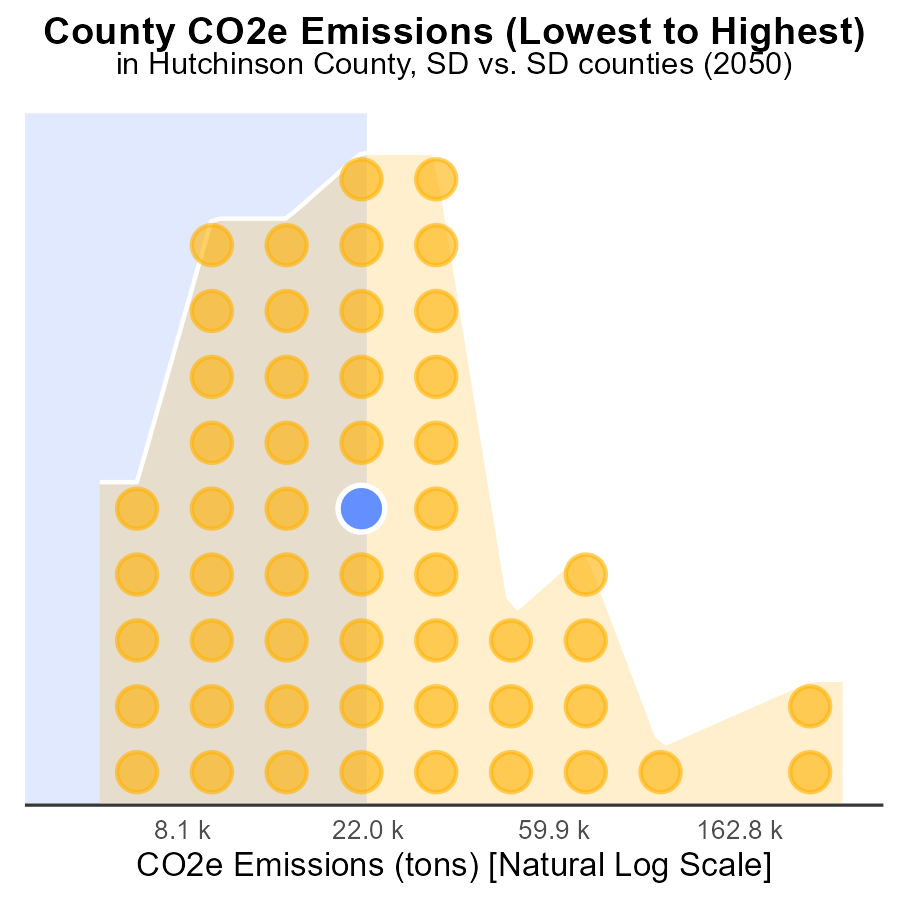 County CO2e Emissions (Lowest to Highest)
in Hutchinson County, SD vs. SD counties (2050)
8.1 k 22.0 k 59.9 k 162.8 k
CO2e Emissions (tons) [Natural Log Scale]